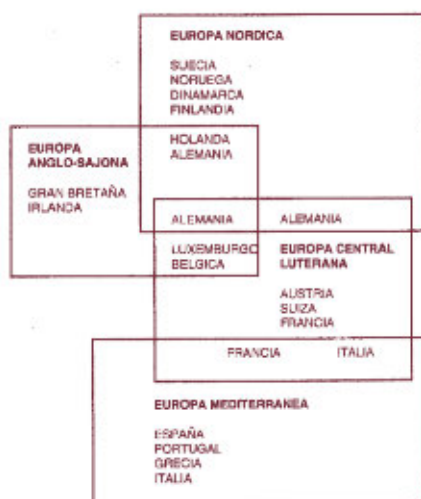 EUROPA NORDICA
SUECIA
NORUEGA
DINAMARCA
FINLANDIA
HOLANDA
ALEMANIA
EUROPA
ANGLO-SAJONA
GRAN BRETAÑA
IRLANDA
ALEMANIA ALEMANIA
LUXEMBURGO
BELGICA
EUROPA CENTRAL
LUTERANA
AUSTRIA
SUIZA
FRANCIA
FRANCIA ITALIA
EUROPA MEDITERRANEA
ESPAÑA
PORTUGAL
GRECIA
ITALIA